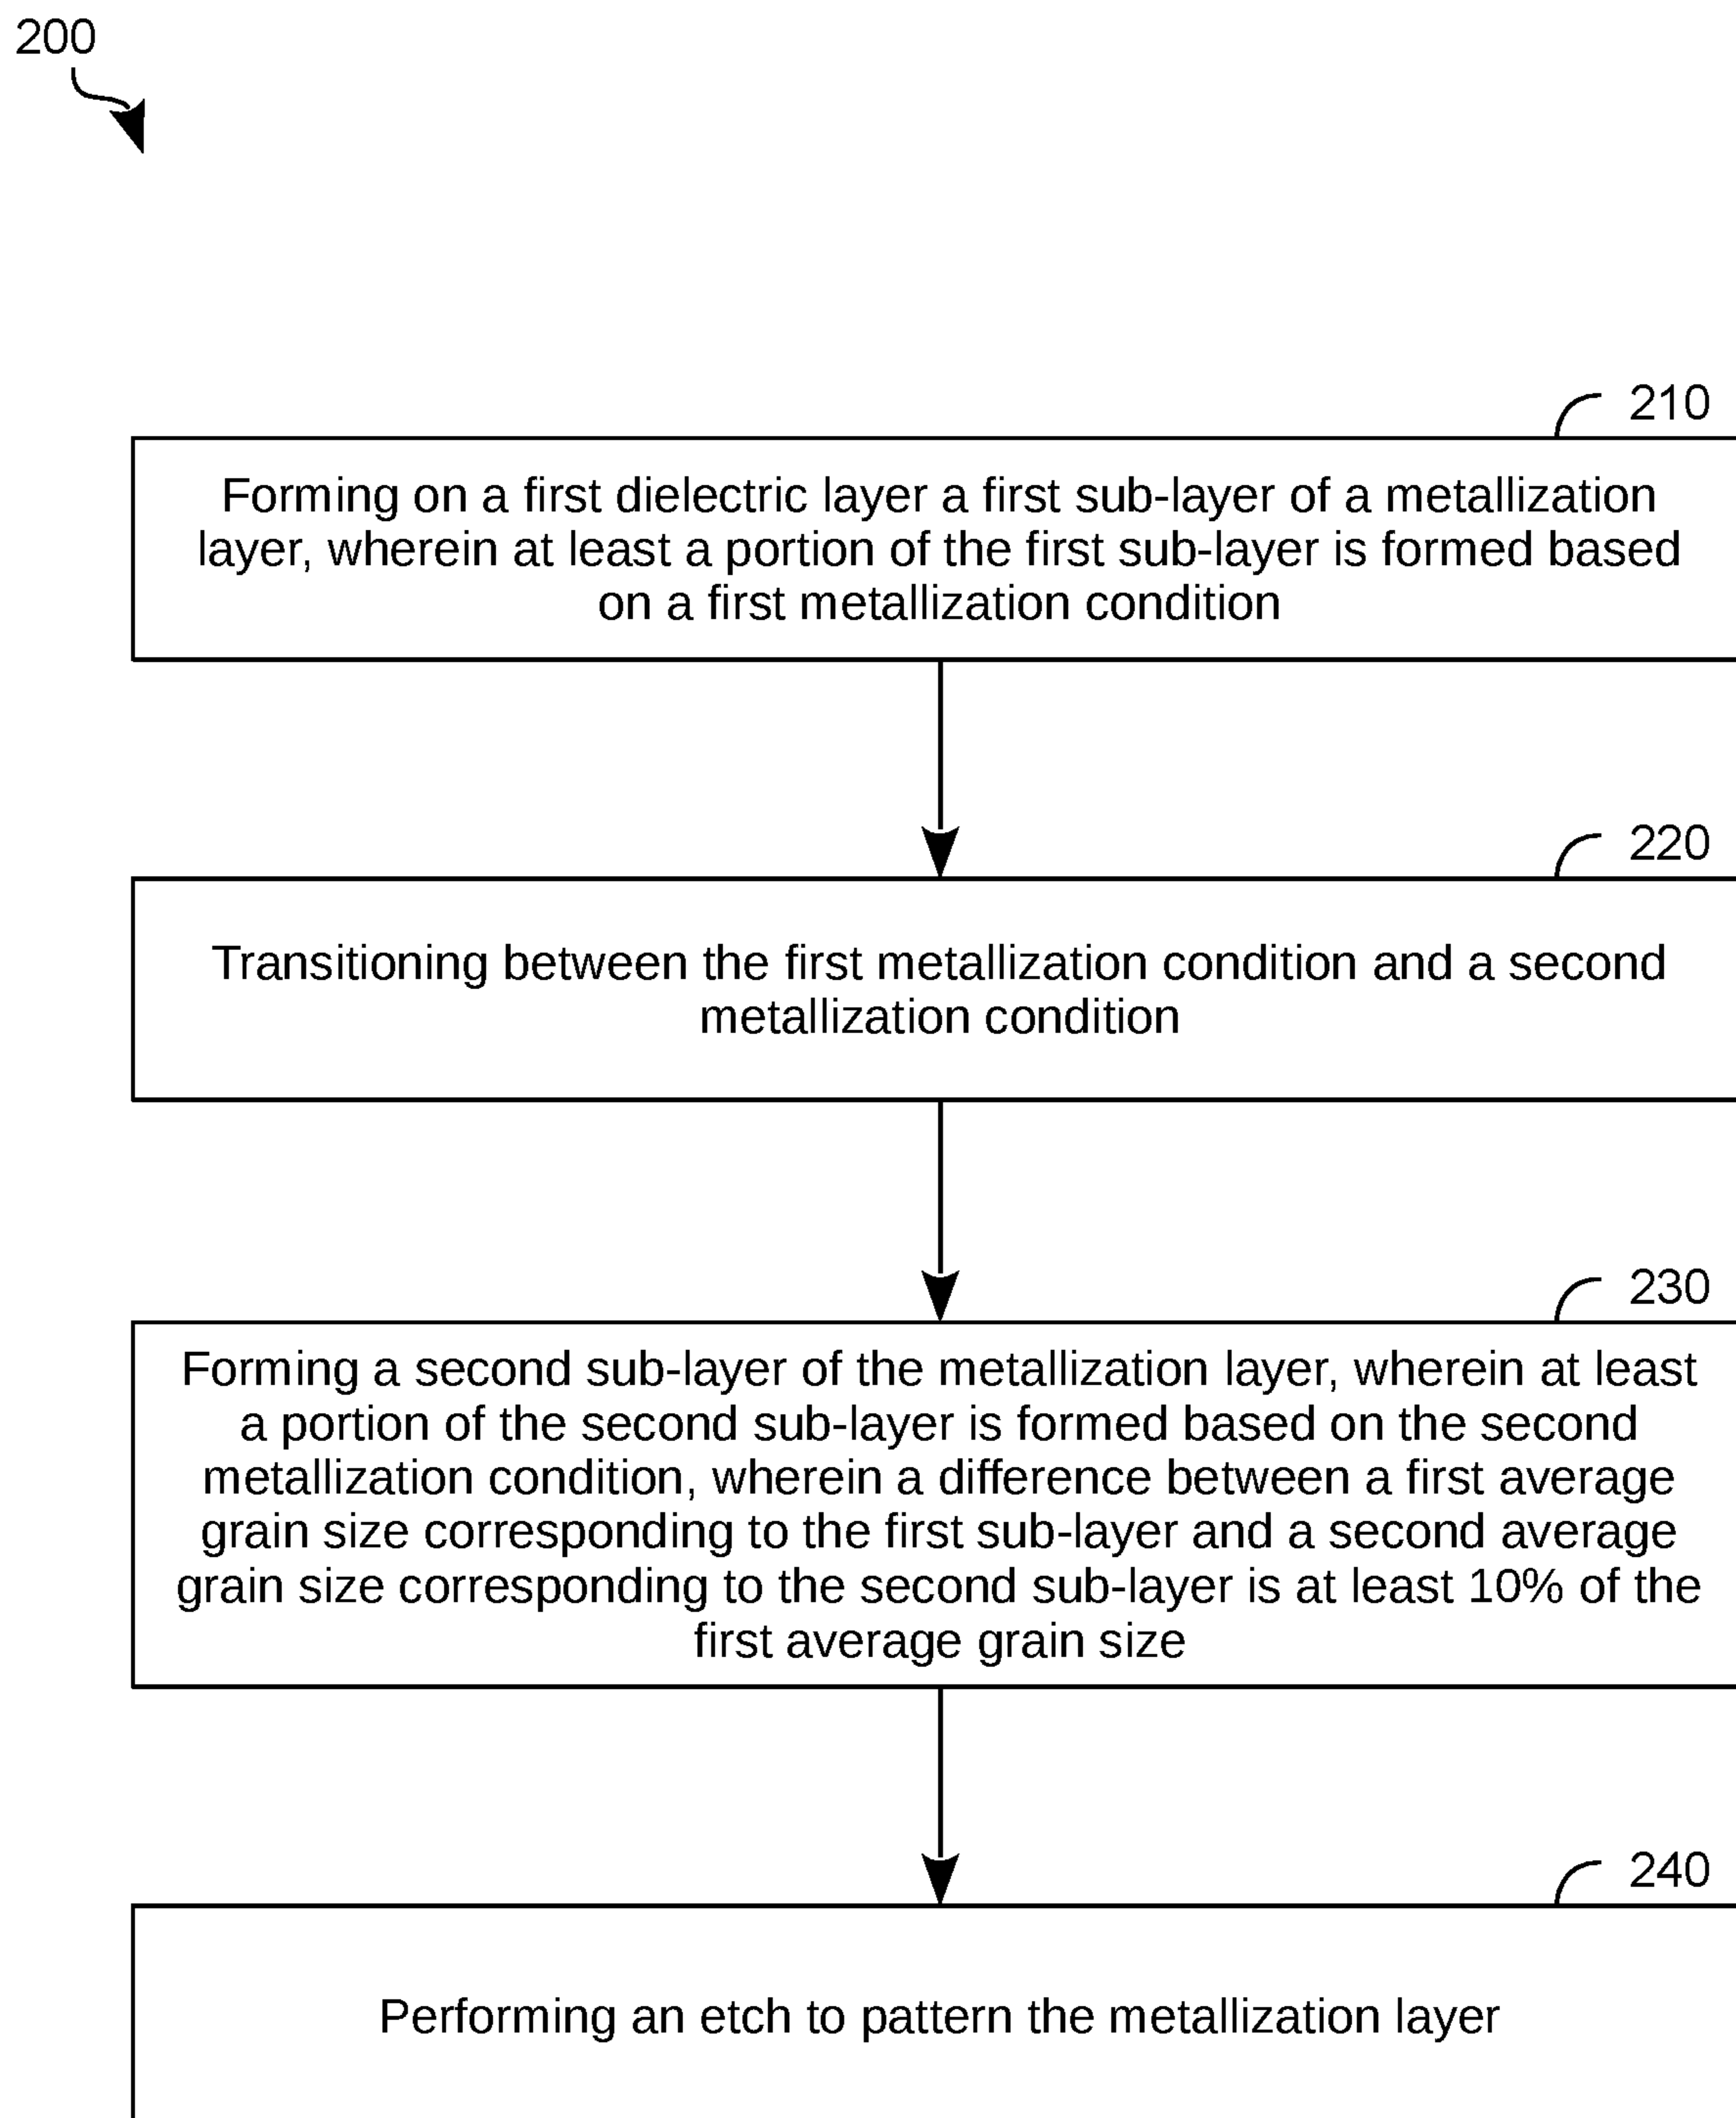 200
210
Forming on a first dielectric layer a first sub-layer of a metallization
layer, wherein at least a portion of the first sub-layer is formed based
on a first metallization condition
220
Transitioning between the first metallization condition and a second
metallization condition
230
Forming a second sub-layer of the metallization layer, wherein at least
a portion of the second sub-layer is formed based on the second
metallization condition, wherein a difference between a first average
grain size corresponding to the first sub-layer and a second average
grain size corresponding to the second sub-layer is at least 10% of the
first average grain size
240
Performing an etch to pattern the metallization layer